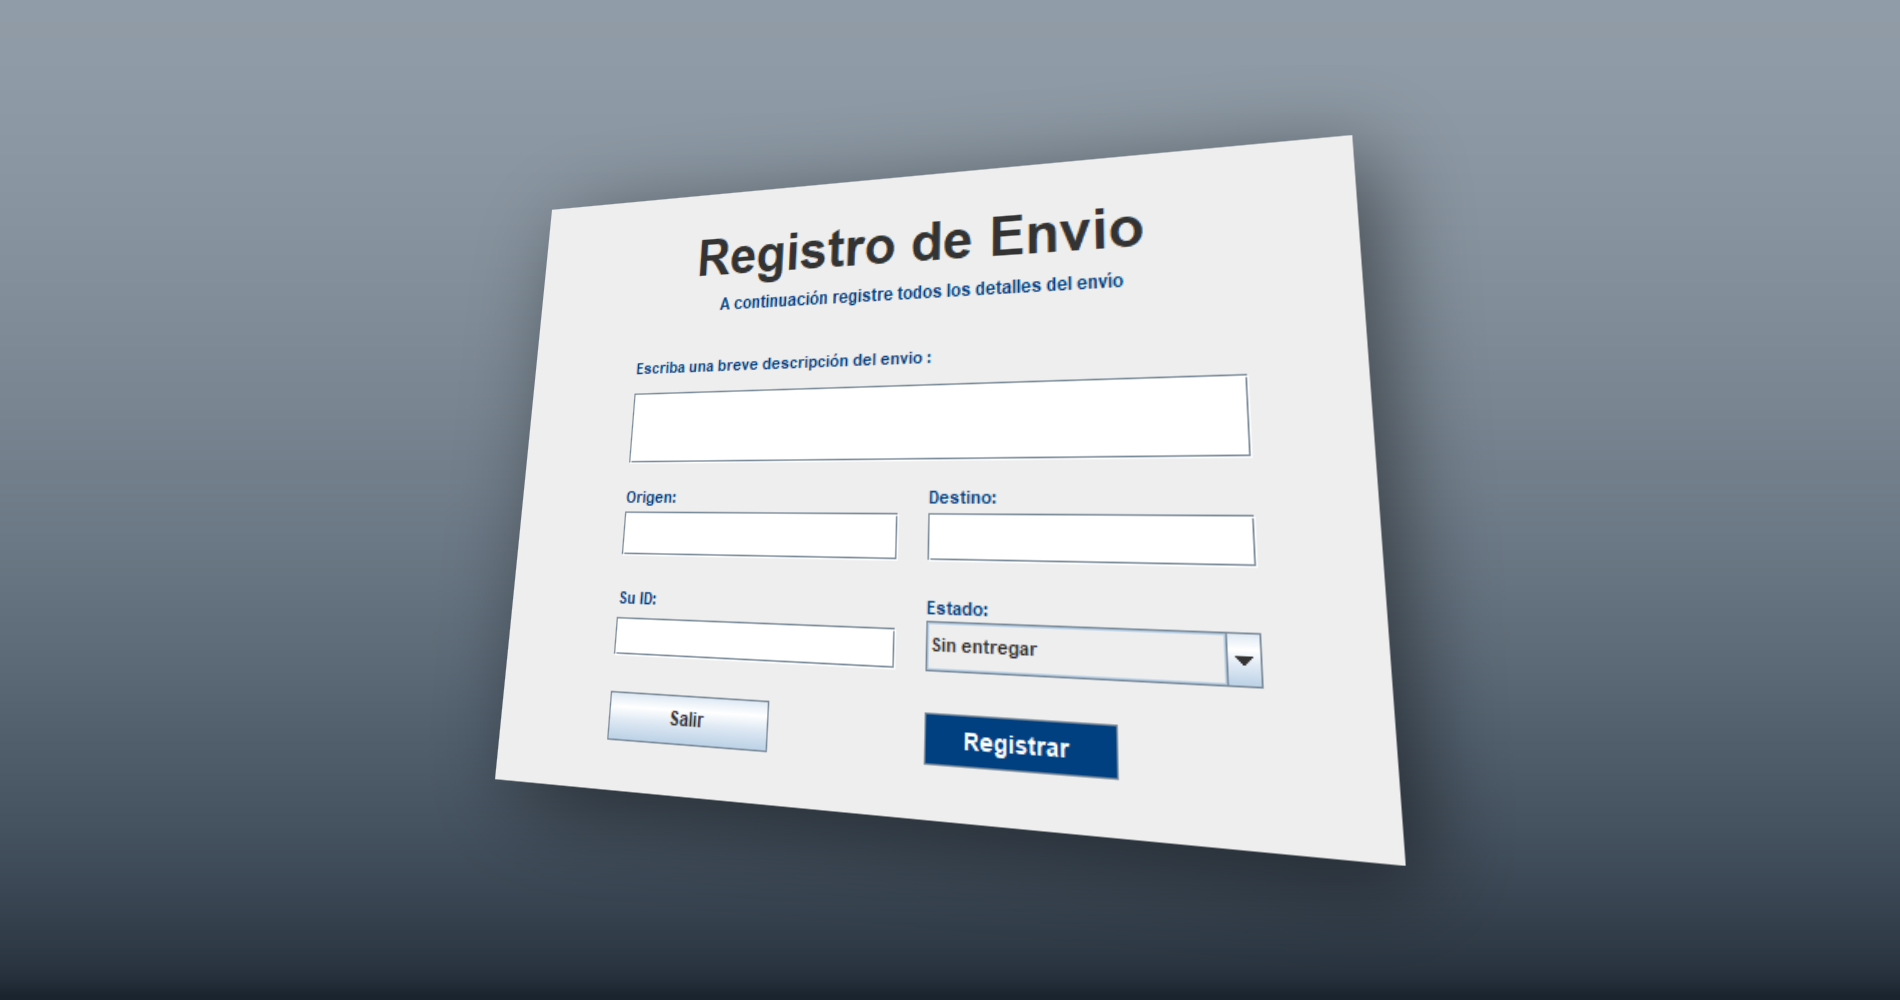 Registro de Envio
A continuación registre todos los detalles del envío
Escriba una breve descripción del envio :
Origen:
Destino:
Su ID:
Estado:
Sin entregar
Salir
Registrar